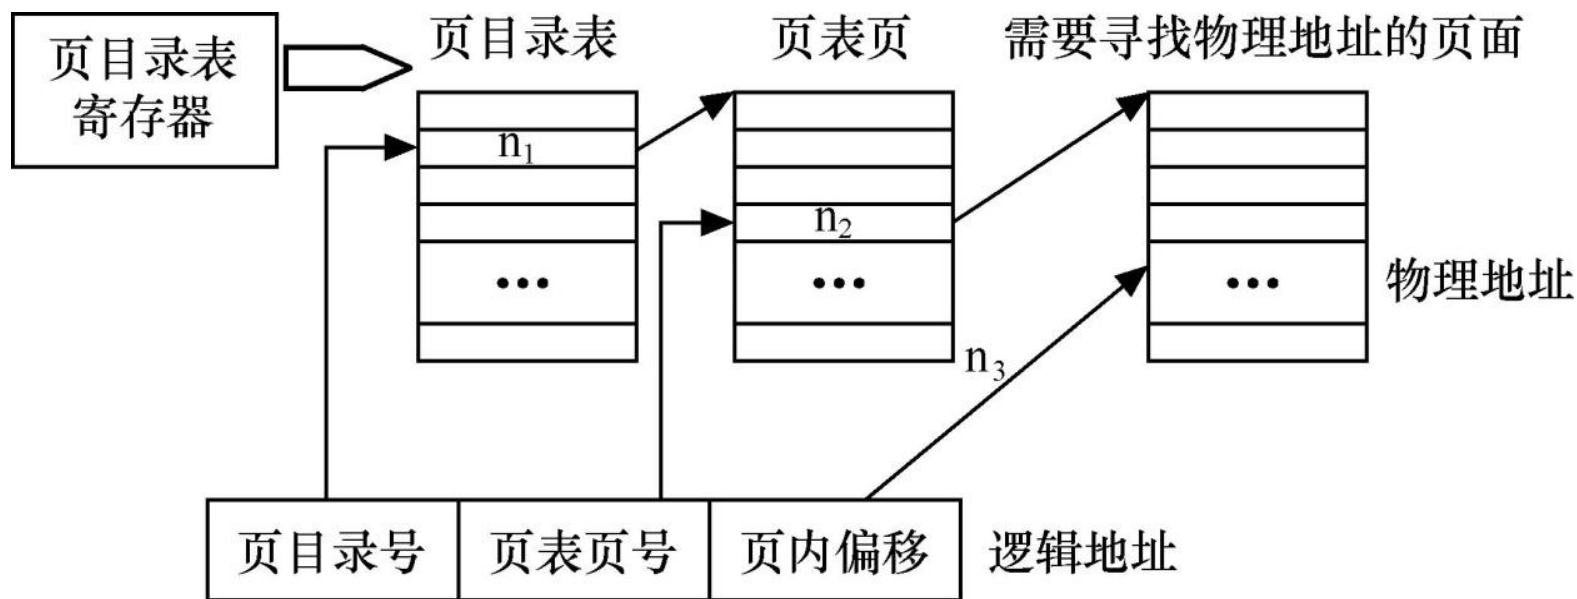 页目录表
寄存器
页目录表
页表页
需要寻找物理地址的页面
n₁
n₂
•••
•••
•••
物理地址
n₃
页目录号
页表页号
页内偏移
逻辑地址